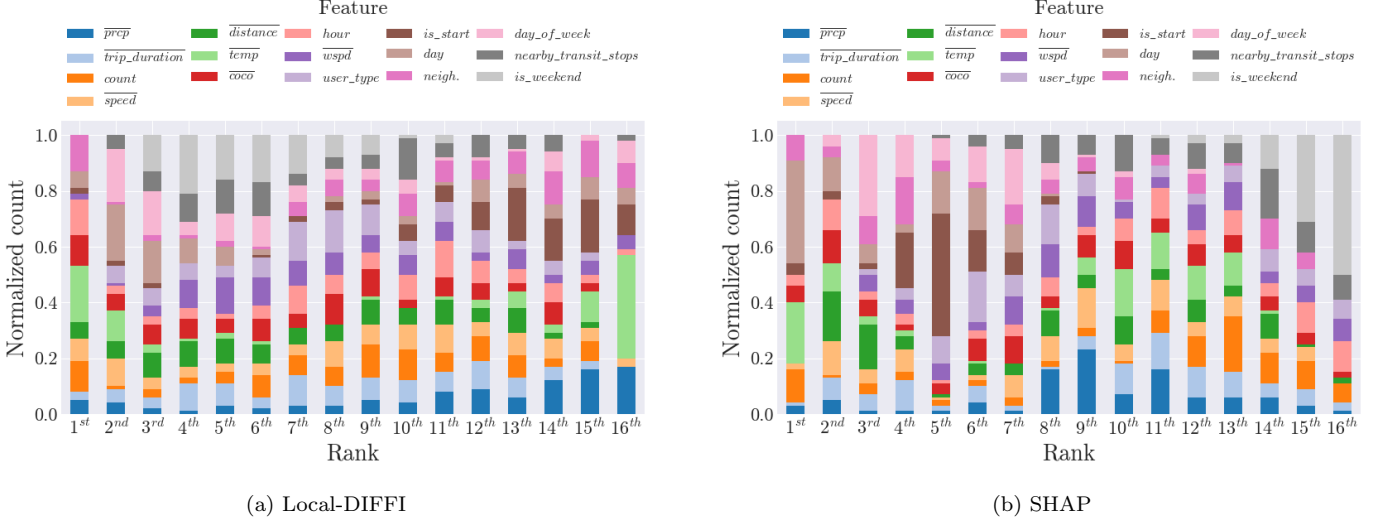 Feature
prcp distance hour is_start day_of_week
trip_duration temp wspd day nearby_transit_stops
count coco user_type neigh. is_weekend
speed
Normalized count
1.0
0.8
0.6
0.4
0.2
0.0
1st 2nd 3rd 4th 5th 6th 7th 8th 9th 10th 11th 12th 13th 14th 15th 16th
Rank
(a) Local-DIFFI
Feature
prcp distance hour is_start day_of_week
trip_duration temp wspd day nearby_transit_stops
count coco user_type neigh. is_weekend
speed
Normalized count
1.0
0.8
0.6
0.4
0.2
0.0
1st 2nd 3rd 4th 5th 6th 7th 8th 9th 10th 11th 12th 13th 14th 15th 16th
Rank
(b) SHAP